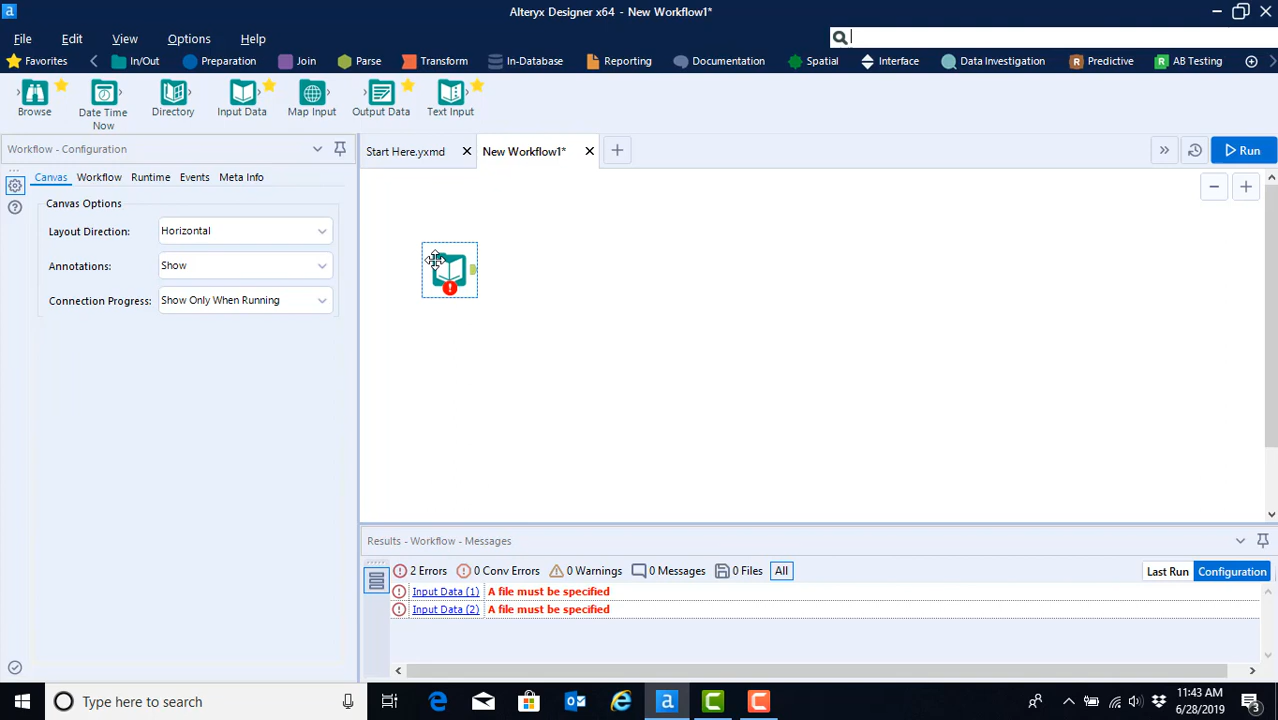 a Alteryx Designer x64 - New Workflow1*
File Edit View Options Help
Favorites In/Out Preparation Join Parse Transform In-Database Reporting Documentation Spatial Interface Data Investigation R Predictive R AB Testing
Browse Date Time Now Directory Input Data Map Input Output Data Text Input
Workflow - Configuration
Start Here.yxmd New Workflow1* Run
Canvas Workflow Runtime Events Meta Info
Canvas Options
Layout Direction: Horizontal
Annotations: Show
Connection Progress: Show Only When Running
Results - Workflow - Messages
2 Errors 0 Conv Errors 0 Warnings 0 Messages 0 Files All Last Run Configuration
Input Data (1) A file must be specified
Input Data (2) A file must be specified
Type here to search
11:43 AM
6/28/2019
3